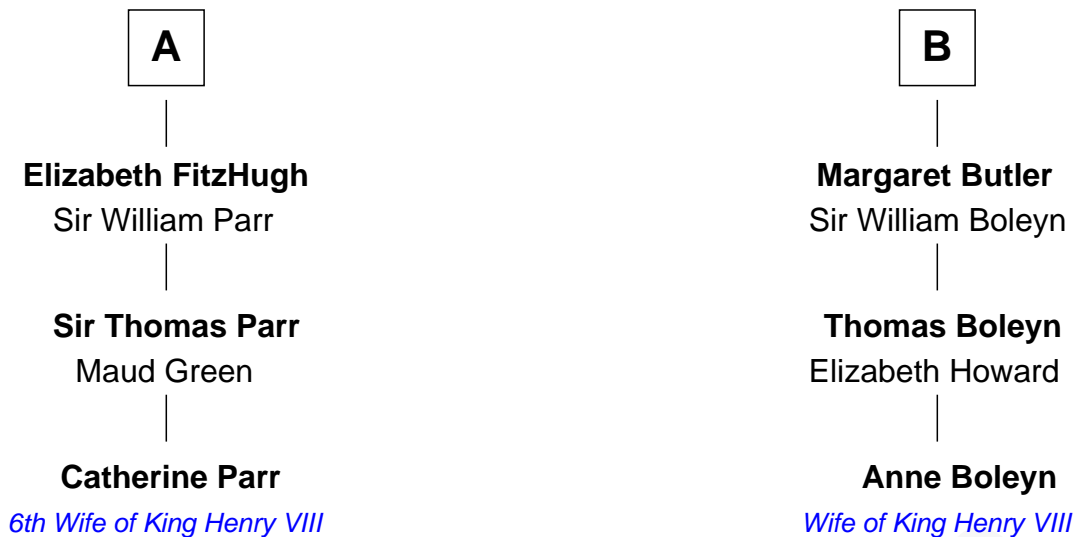 A
Elizabeth FitzHugh
Sir William Parr
Sir Thomas Parr
Maud Green
Catherine Parr
6th Wife of King Henry VIII
B
Margaret Butler
Sir William Boleyn
Thomas Boleyn
Elizabeth Howard
Anne Boleyn
Wife of King Henry VIII